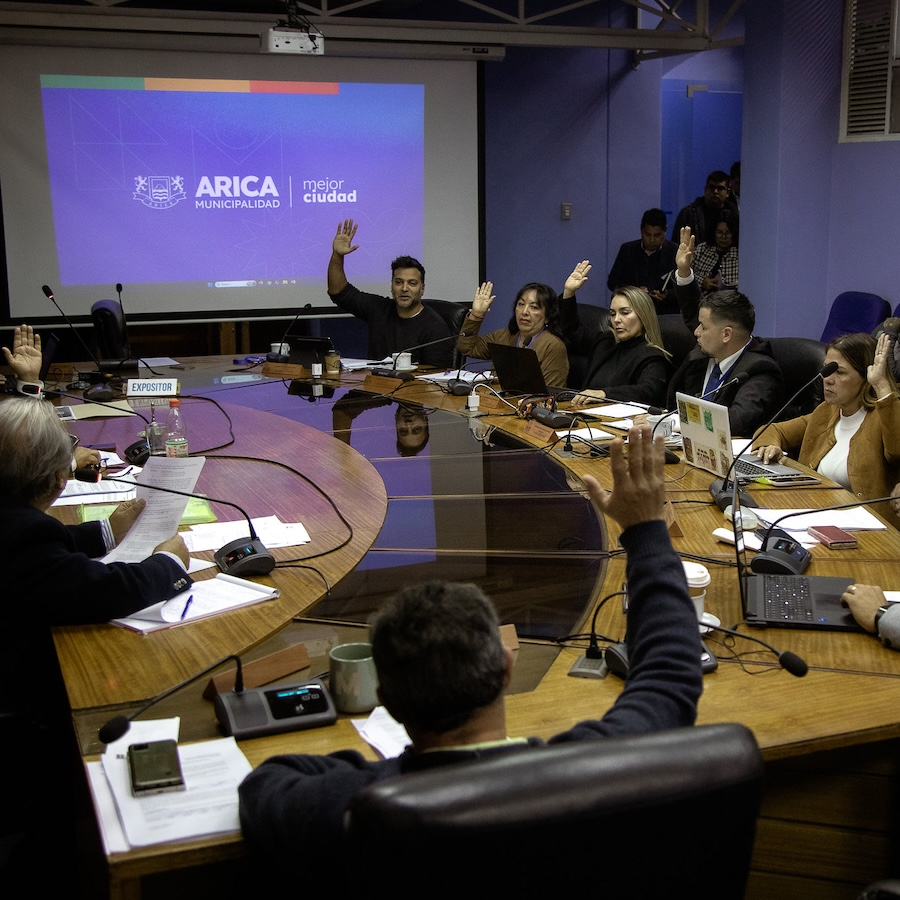 ARICA
MUNICIPALIDAD
mejor
ciudad
EXPOSITOR